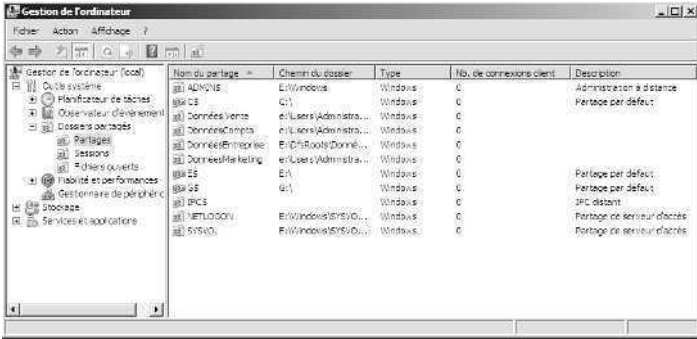 Gestion de l'ordinateur
Fichier Action Affichage ?
Gestion de l'ordinateur (local)
Outils système
Planificateur de tâches
Observateur d'événement
Dossiers partagés
Partages
Sessions
Fichiers ouverts
Fiabilité et performances
Gestionnaire de périphéric
Stockage
Services et applications
Nom du partage Chemin du dossier Type Nb. de connexions client Description
ADMIN$ E:\Windows Windows 0 Administration à distance
C$ C:\ Windows 0 Partage par défaut
Données Vente e:\Users\Administra... Windows 0
DonnéesCompta e:\Users\Administra... Windows 0
DonnéesEntreprise E:\DfsRoots\Donné... Windows 0
DonnéesMarketing e:\Users\Administra... Windows 0
E$ E:\ Windows 0 Partage par défaut
G$ G:\ Windows 0 Partage par défaut
IPC$ Windows 0 IPC distant
NETLOGON E:\Windows\SYSVO... Windows 0 Partage de serveur d'accès
SYSVOL E:\Windows\SYSVO... Windows 0 Partage de serveur d'accès